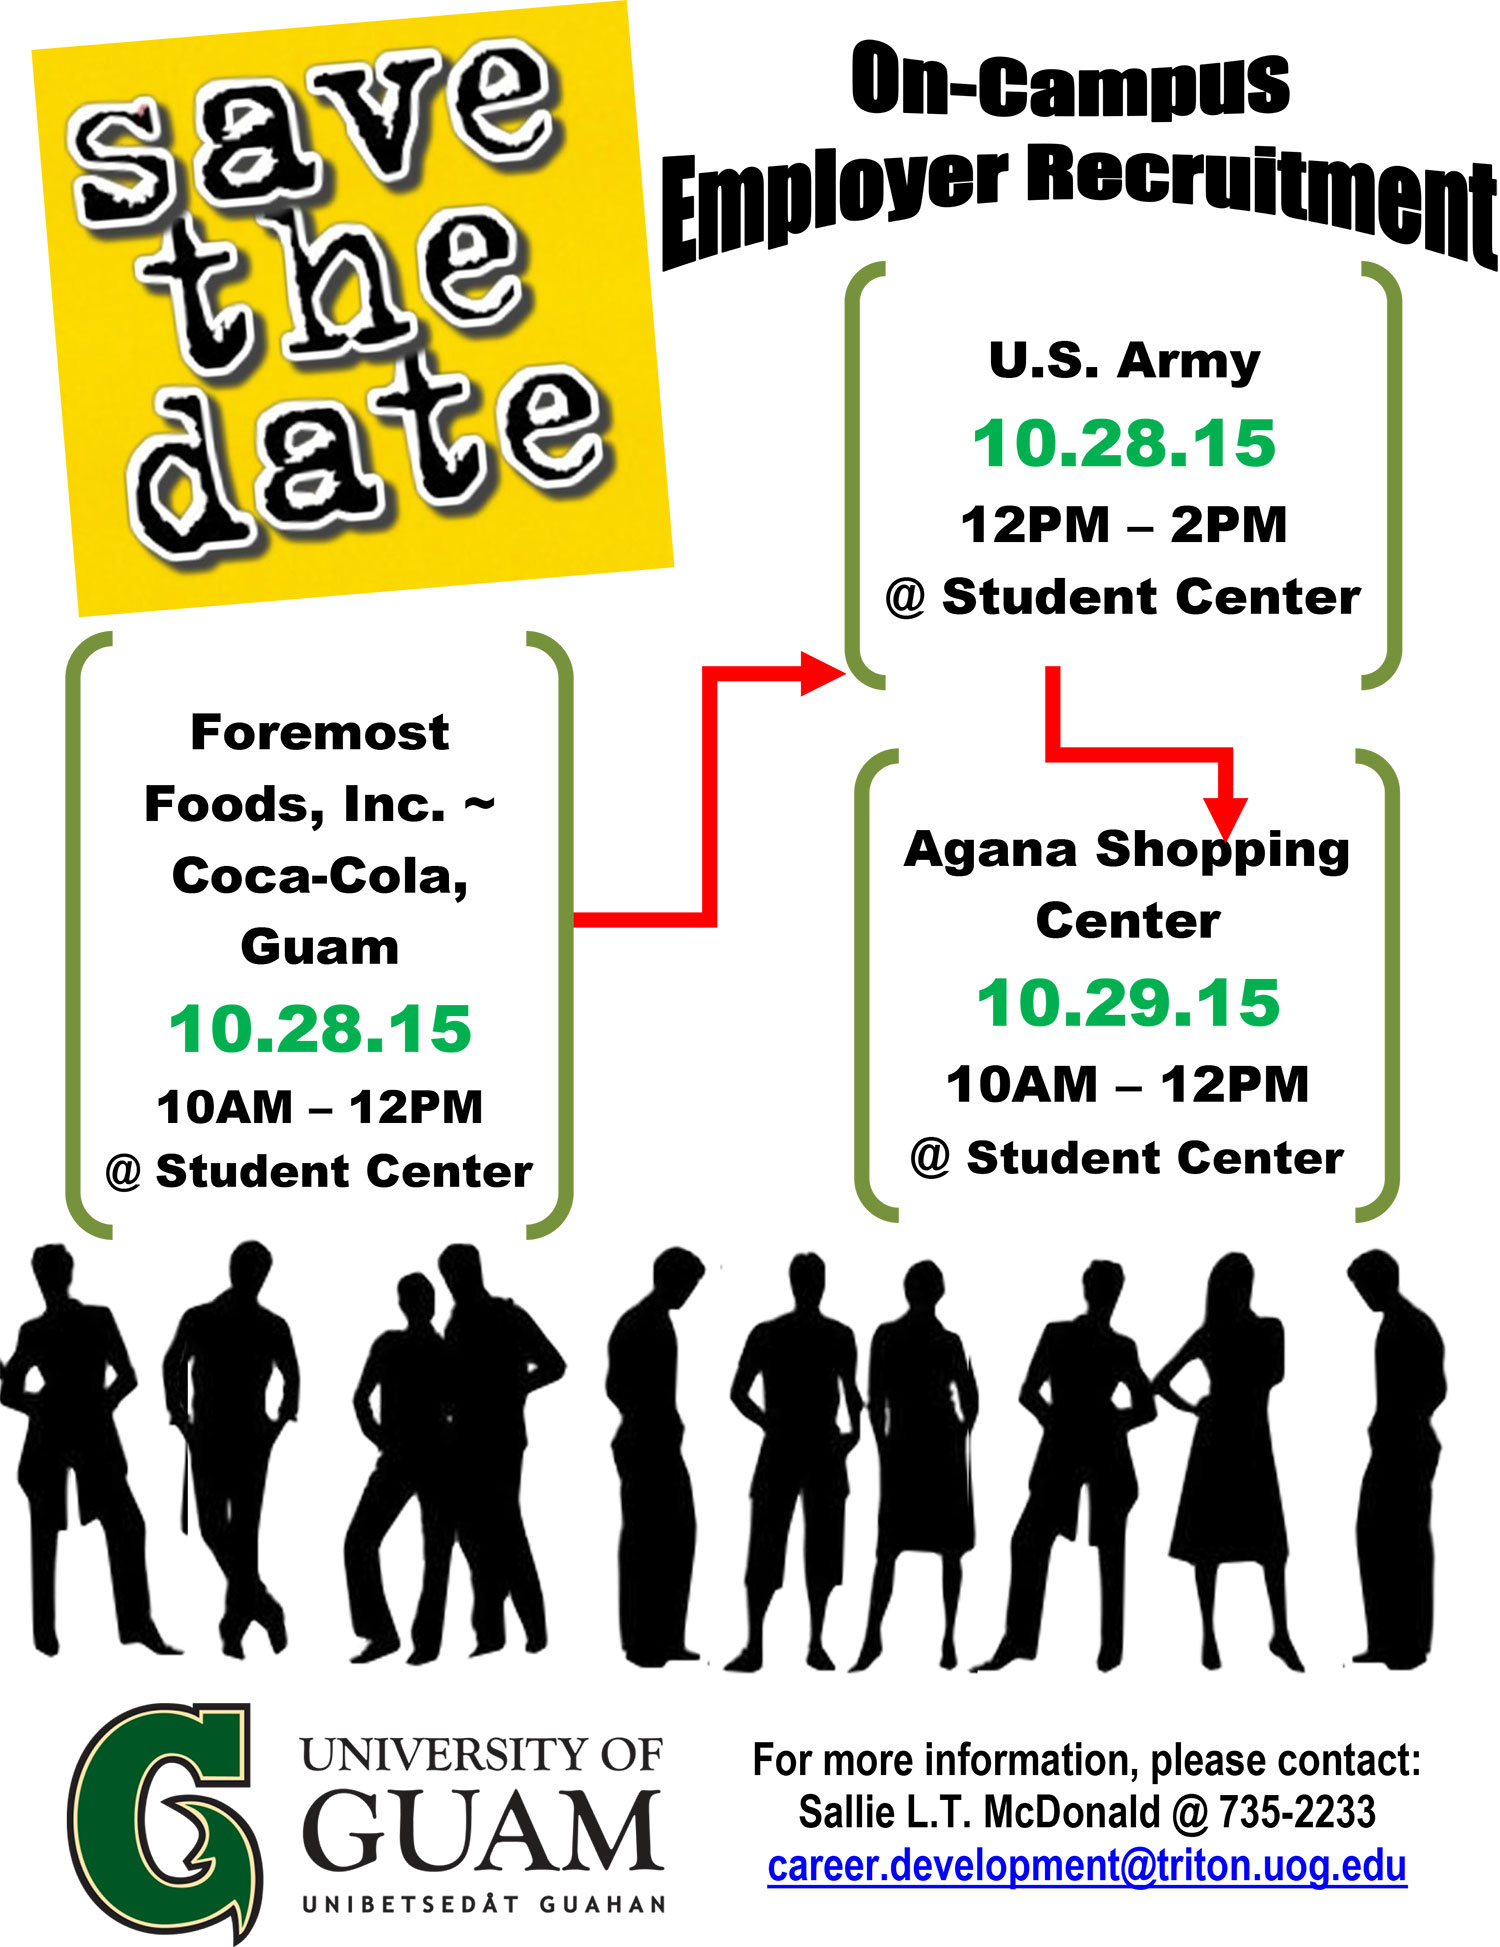 save
the
date
On-Campus
Employer Recruitment
U.S. Army
10.28.15
12PM – 2PM
@ Student Center
Foremost
Foods, Inc. ~
Coca-Cola,
Guam
10.28.15
10AM – 12PM
@ Student Center
Agana Shopping
Center
10.29.15
10AM – 12PM
@ Student Center
G
UNIVERSITY OF
GUAM
UNIBETSEDÅT GUAHAN
For more information, please contact:
Sallie L.T. McDonald @ 735-2233
career.development@triton.uog.edu